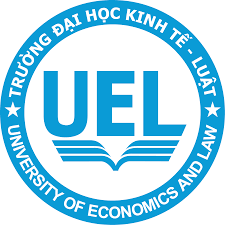 TRƯỜNG ĐẠI HỌC KINH TẾ - LUẬT
UEL
UNIVERSITY OF ECONOMICS AND LAW